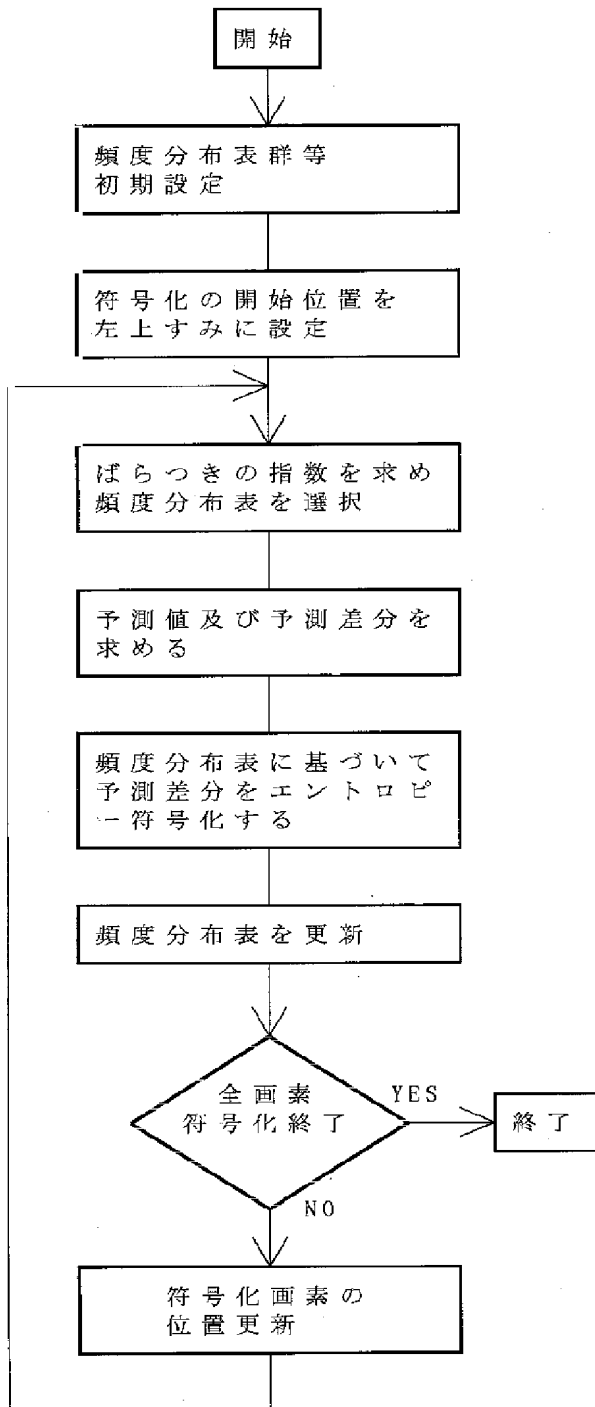 開始
頻度分布表群等
初期設定
符号化の開始位置を
左上すみに設定
ばらつきの指数を求め
頻度分布表を選択
予測値及び予測差分を
求める
頻度分布表に基づいて
予測差分をエントロピ
ー符号化する
頻度分布表を更新
全画素
符号化終了
YES
終了
NO
符号化画素の
位置更新